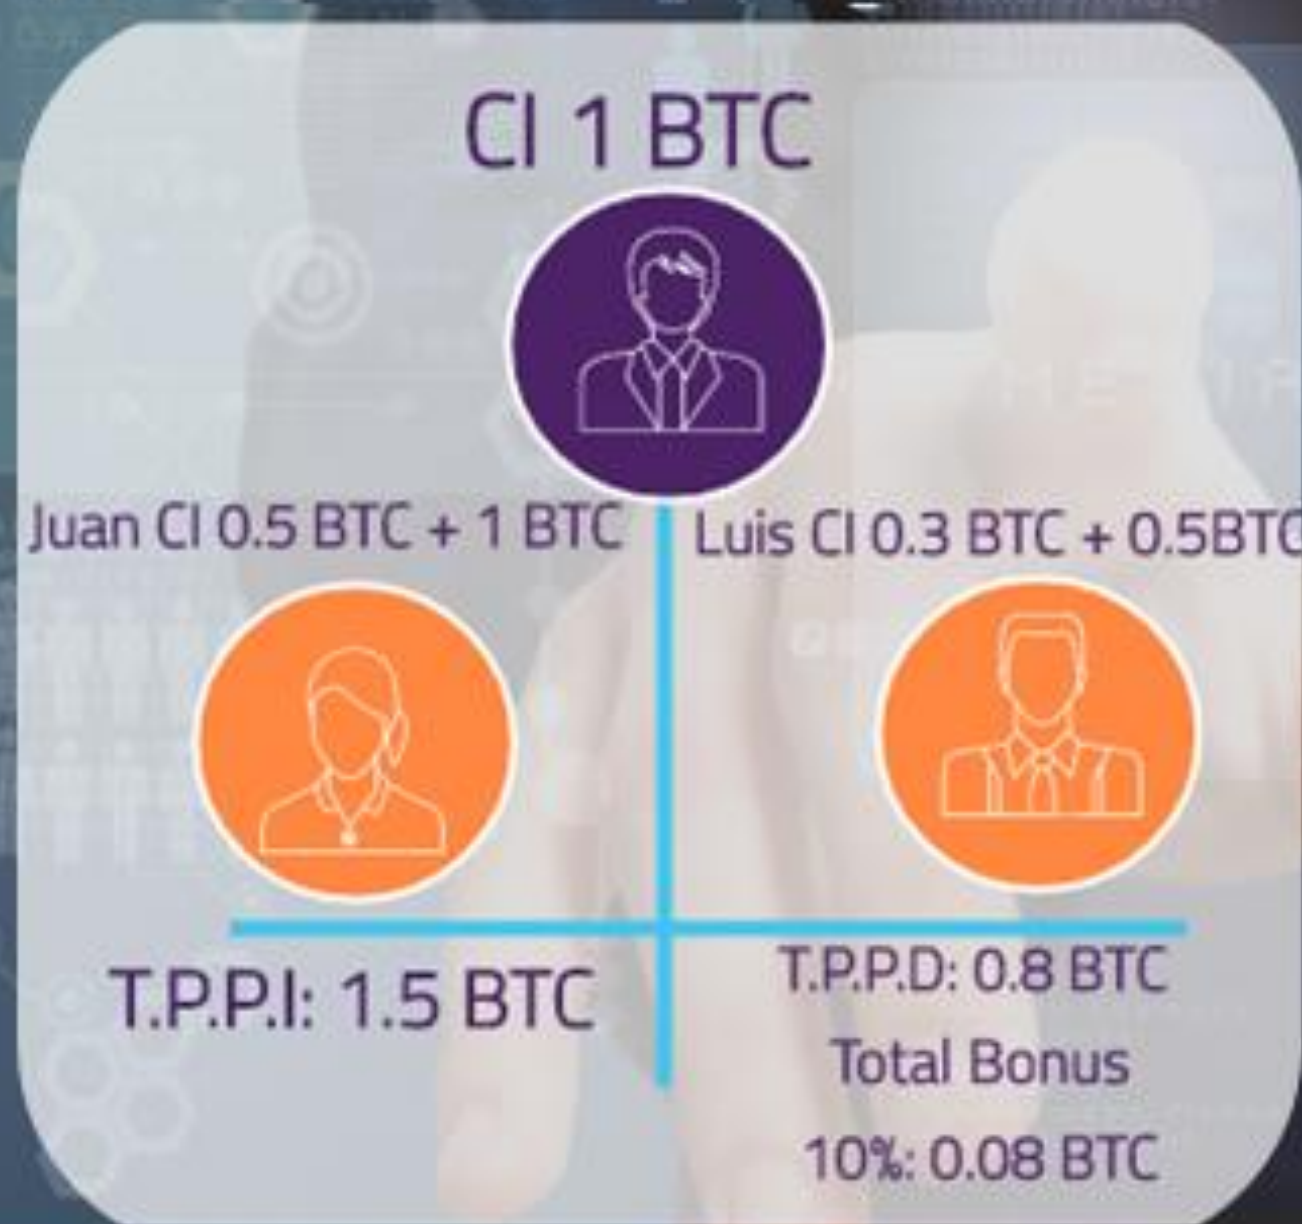 CI 1 BTC
Juan CI 0.5 BTC + 1 BTC
Luis CI 0.3 BTC + 0.5BTC
T.P.P.I: 1.5 BTC
T.P.P.D: 0.8 BTC
Total Bonus
10%: 0.08 BTC